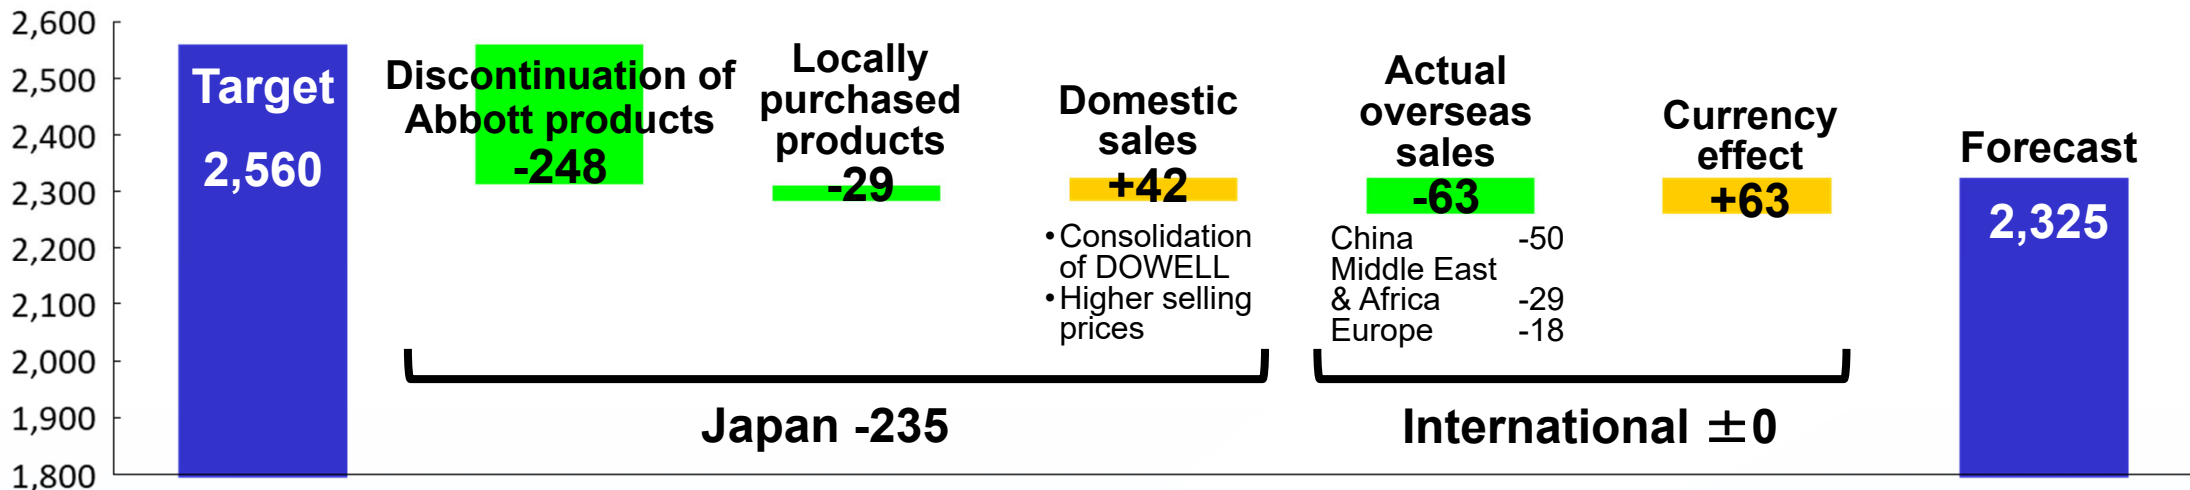 2,600
2,500
2,400
2,300
2,200
2,100
2,000
1,900
1,800
Target
2,560
Discontinuation of
Abbott products
-248
Locally
purchased
products
-29
Domestic
sales
+42
•Consolidation
of DOWELL
•Higher selling
prices
Actual
overseas
sales
-63
China -50
Middle East
& Africa -29
Europe -18
Currency
effect
+63
Forecast
2,325
Japan -235
International ±0